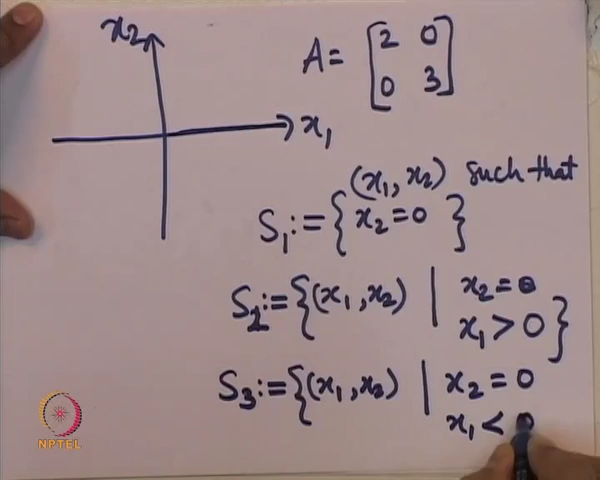 x₂
A = [2 0
0 3]
x₁
(x₁, x₂) such that
S₁ := { x₂ = 0 }
S₂ := { (x₁, x₂) | x₂ = 0
x₁ > 0 }
S₃ := { (x₁, x₂) | x₂ = 0
x₁ < 0
NPTEL